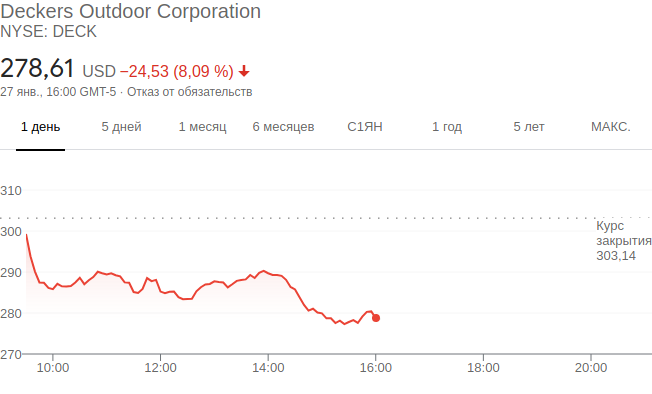 Deckers Outdoor Corporation
NYSE: DECK
278,61 USD −24,53 (8,09 %)
27 янв., 16:00 GMT-5 · Отказ от обязательств
1 день 5 дней 1 месяц 6 месяцев С1ЯН 1 год 5 лет МАКС.
310
300
290
280
270
Курс
закрытия
303,14
10:00 12:00 14:00 16:00 18:00 20:00